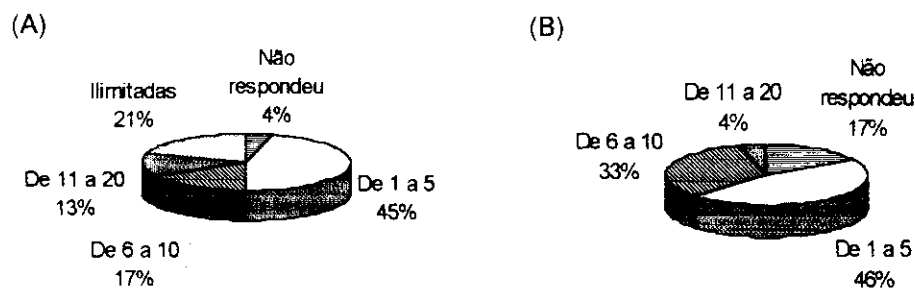 (A)
Não
respondeu
4%
Ilimitadas
21%
De 1 a 5
45%
De 11 a 20
13%
De 6 a 10
17%
(B)
Não
respondeu
17%
De 11 a 20
4%
De 6 a 10
33%
De 1 a 5
46%